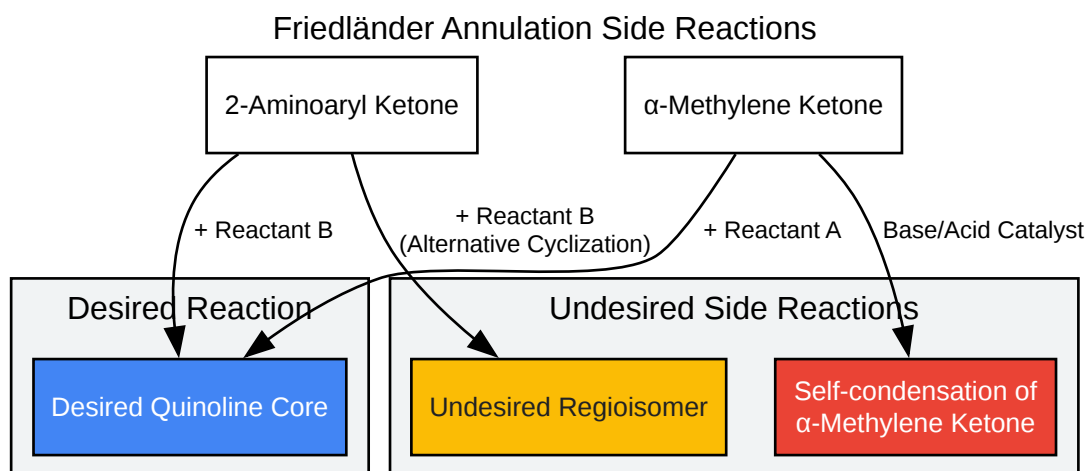 Friedländer Annulation Side Reactions
2-Aminoaryl Ketone
α-Methylene Ketone
+ Reactant B
+ Reactant B
(Alternative Cyclization)
+ Reactant A
Base/Acid Catalyst
Desired Reaction
Undesired Side Reactions
Desired Quinoline Core
Undesired Regioisomer
Self-condensation of
α-Methylene Ketone